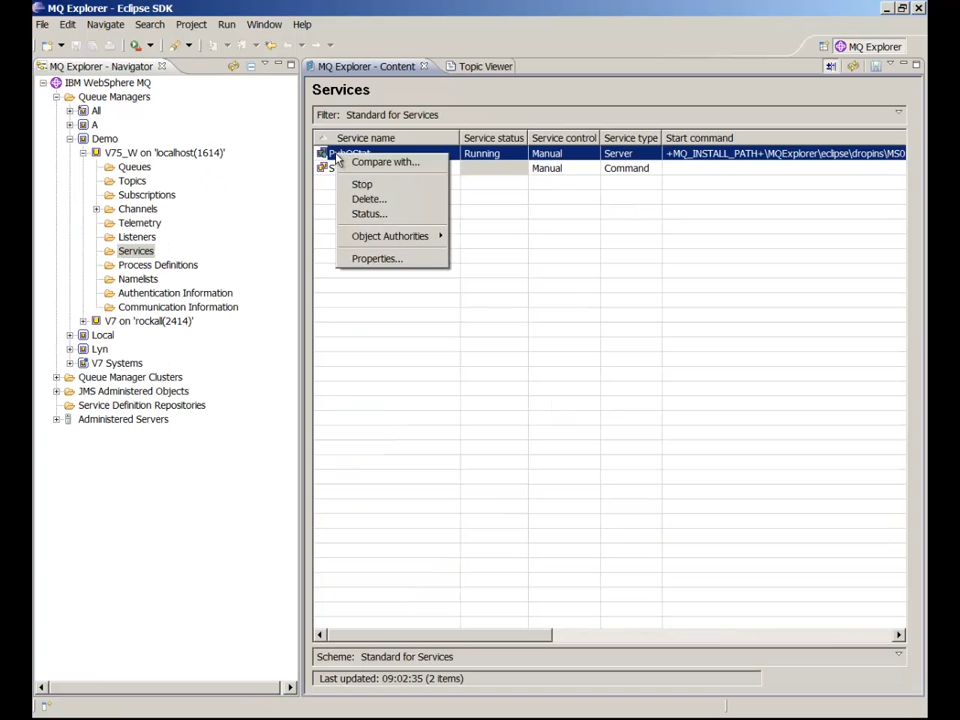 MQ Explorer - Eclipse SDK
File Edit Navigate Search Project Run Window Help
MQ Explorer
MQ Explorer - Navigator
IBM WebSphere MQ
Queue Managers
All
A
Demo
V75_W on 'localhost(1614)'
Queues
Topics
Subscriptions
Channels
Telemetry
Listeners
Services
Process Definitions
Namelists
Authentication Information
Communication Information
V7 on 'rockall(2414)'
Local
Lyn
V7 Systems
Queue Manager Clusters
JMS Administered Objects
Service Definition Repositories
Administered Servers
MQ Explorer - Content
Topic Viewer
Services
Filter: Standard for Services
Service name Service status Service control Service type Start command
Running Manual Server +MQ_INSTALL_PATH+\MQExplorer\eclipse\dropins\MS0
Manual Command
Compare with...
Stop
Delete...
Status...
Object Authorities
Properties...
Scheme: Standard for Services
Last updated: 09:02:35 (2 items)